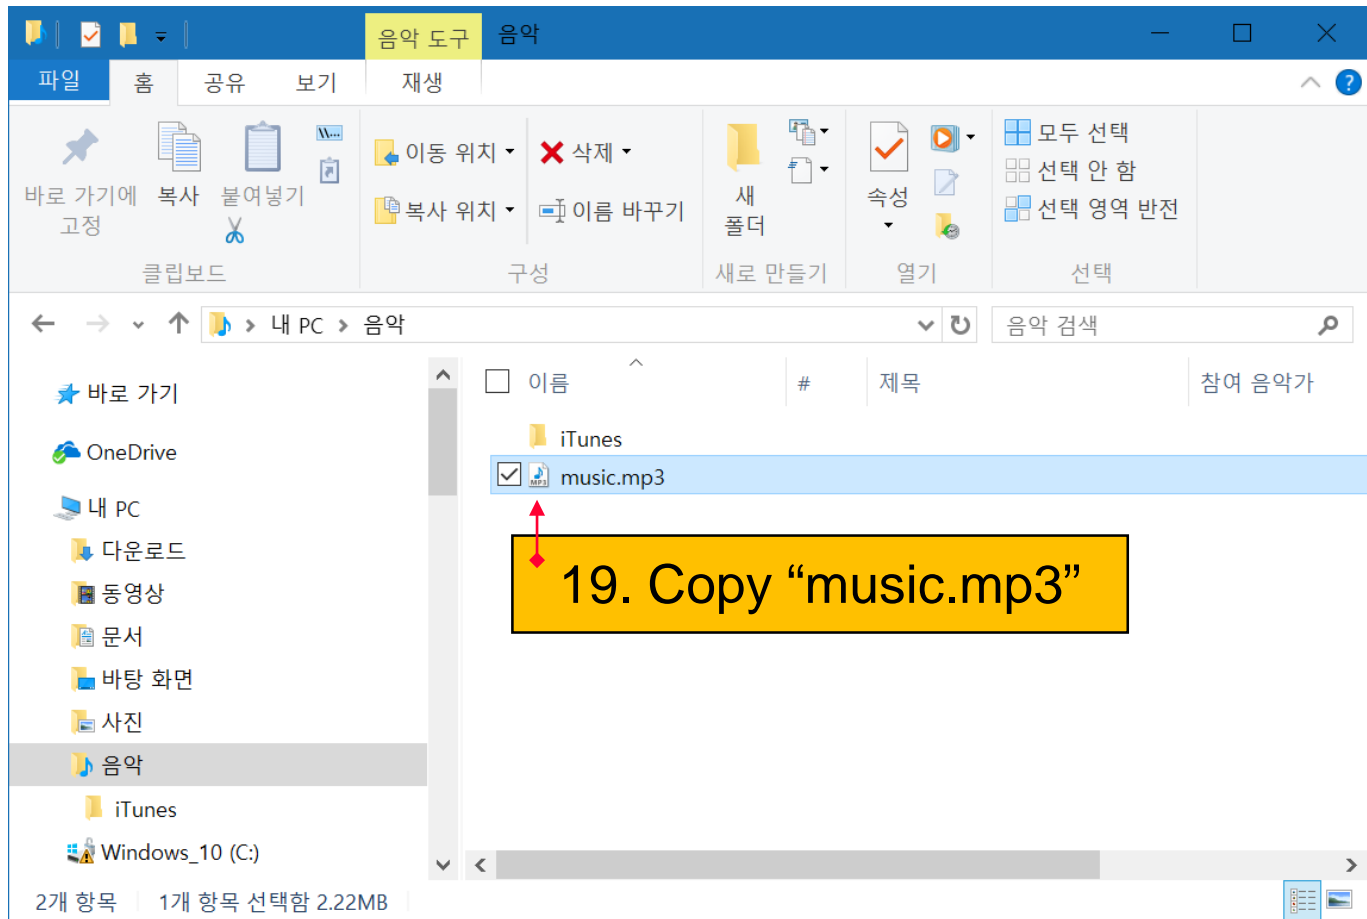 음악 도구 음악
파일 홈 공유 보기 재생
바로 가기에
고정
복사
붙여넣기
클립보드
이동 위치
복사 위치
삭제
이름 바꾸기
구성
새
폴더
새로 만들기
속성
열기
모두 선택
선택 안 함
선택 영역 반전
선택
내 PC > 음악
음악 검색
바로 가기
OneDrive
내 PC
다운로드
동영상
문서
바탕 화면
사진
음악
iTunes
Windows_10 (C:)
이름 # 제목 참여 음악가
iTunes
music.mp3
19. Copy “music.mp3”
2개 항목 1개 항목 선택함 2.22MB